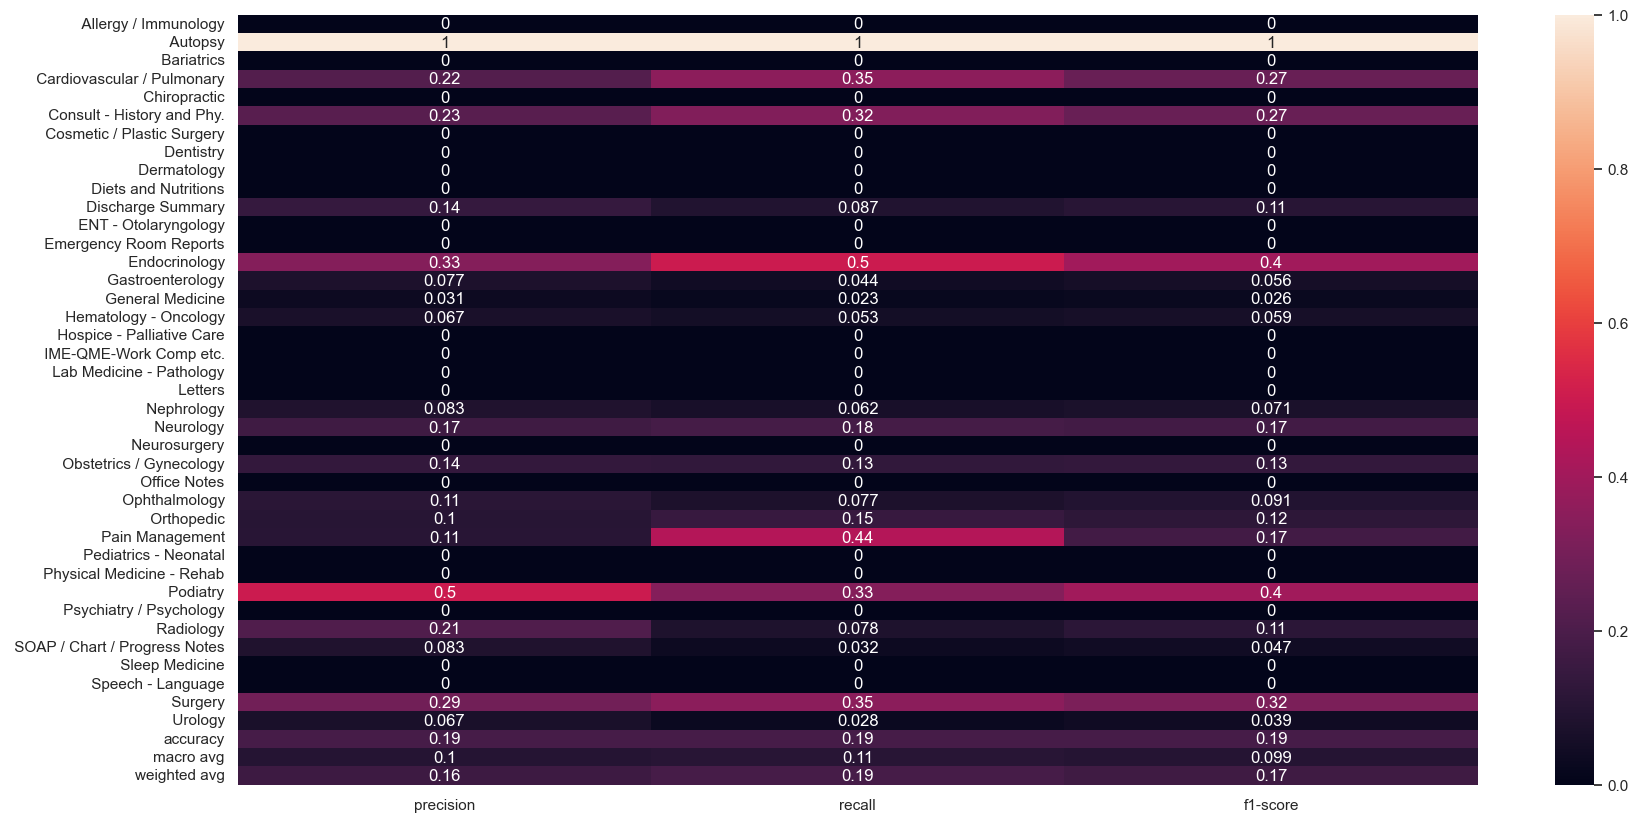 Allergy / Immunology 0 0 0
Autopsy 1 1 1
Bariatrics 0 0 0
Cardiovascular / Pulmonary 0.22 0.35 0.27
Chiropractic 0 0 0
Consult - History and Phy. 0.23 0.32 0.27
Cosmetic / Plastic Surgery 0 0 0
Dentistry 0 0 0
Dermatology 0 0 0
Diets and Nutritions 0 0 0
Discharge Summary 0.14 0.087 0.11
ENT - Otolaryngology 0 0 0
Emergency Room Reports 0 0 0
Endocrinology 0.33 0.5 0.4
Gastroenterology 0.077 0.044 0.056
General Medicine 0.031 0.023 0.026
Hematology - Oncology 0.067 0.053 0.059
Hospice - Palliative Care 0 0 0
IME-QME-Work Comp etc. 0 0 0
Lab Medicine - Pathology 0 0 0
Letters 0 0 0
Nephrology 0.083 0.062 0.071
Neurology 0.17 0.18 0.17
Neurosurgery 0 0 0
Obstetrics / Gynecology 0.14 0.13 0.13
Office Notes 0 0 0
Ophthalmology 0.11 0.077 0.091
Orthopedic 0.1 0.15 0.12
Pain Management 0.11 0.44 0.17
Pediatrics - Neonatal 0 0 0
Physical Medicine - Rehab 0 0 0
Podiatry 0.5 0.33 0.4
Psychiatry / Psychology 0 0 0
Radiology 0.21 0.078 0.11
SOAP / Chart / Progress Notes 0.083 0.032 0.047
Sleep Medicine 0 0 0
Speech - Language 0 0 0
Surgery 0.29 0.35 0.32
Urology 0.067 0.028 0.039
accuracy 0.19 0.19 0.19
macro avg 0.1 0.11 0.099
weighted avg 0.16 0.19 0.17
precision recall f1-score
1.0
0.8
0.6
0.4
0.2
0.0